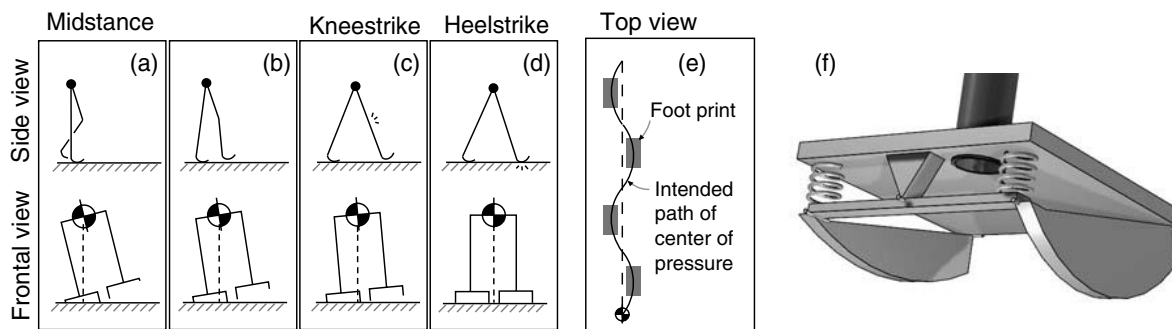 Midstance
Kneestrike
Heelstrike
Top view
Side view
Frontal view
(a)
(b)
(c)
(d)
(e)
(f)
Foot print
Intended
path of
center of
pressure